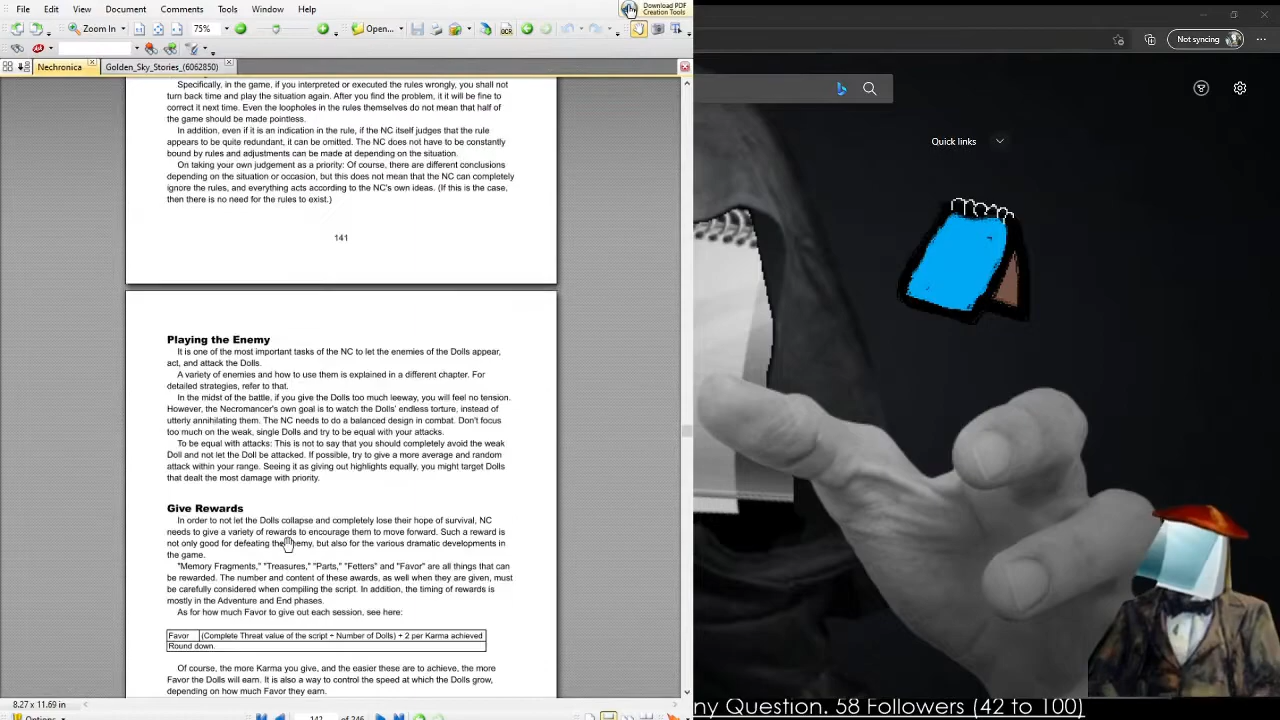 File Edit View Document Comments Tools Window Help
Download PDF
Creation Tools
Zoom In 75% Open... OCR
Nechronica Golden_Sky_Stories_(6062850)
Not syncing
Specifically, in the game, if you interpreted or executed the rules wrongly, you shall not
turn back time and play the situation again. After you find the problem, it it will be fine to
correct it next time. Even the loopholes in the rules themselves do not mean that half of
the game should be made pointless.
In addition, even if it is an indication in the rule, if the NC itself judges that the rule
appears to be quite redundant, it can be omitted. The NC does not have to be constantly
bound by rules and adjustments can be made at depending on the situation.
On taking your own judgement as a priority: Of course, there are different conclusions
depending on the situation or occasion, but this does not mean that the NC can completely
ignore the rules, and everything acts according to the NC's own ideas. (If this is the case,
then there is no need for the rules to exist.)
141
Quick links
Playing the Enemy
It is one of the most important tasks of the NC to let the enemies of the Dolls appear,
act, and attack the Dolls.
A variety of enemies and how to use them is explained in a different chapter. For
detailed strategies, refer to that.
In the midst of the battle, if you give the Dolls too much leeway, you will feel no tension.
However, the Necromancer's own goal is to watch the Dolls' endless torture, instead of
utterly annihilating them. The NC needs to do a balanced design in combat. Don't focus
too much on the weak, single Dolls and try to be equal with your attacks.
To be equal with attacks: This is not to say that you should completely avoid the weak
Doll and not let the Doll be attacked. If possible, try to give a more average and random
attack within your range. Seeing it as giving out highlights equally, you might target Dolls
that dealt the most damage with priority.
Give Rewards
In order to not let the Dolls collapse and completely lose their hope of survival, NC
needs to give a variety of rewards to encourage them to move forward. Such a reward is
not only good for defeating the enemy, but also for the various dramatic developments in
the game.
"Memory Fragments," "Treasures," "Parts," "Fetters" and "Favor" are all things that can
be rewarded. The number and content of these awards, as well when they are given, must
be carefully considered when compiling the script. In addition, the timing of rewards is
mostly in the Adventure and End phases.
As for how much Favor to give out each session, see here:
Favor (Complete Threat value of the script ÷ Number of Dolls) + 2 per Karma achieved
Round down.
Of course, the more Karma you give, and the easier these are to achieve, the more
Favor the Dolls will earn. It is also a way to control the speed at which the Dolls grow,
depending on how much Favor they earn.
8.27 x 11.69 in
Options 142 of 246
ny Question. 58 Followers (42 to 100)